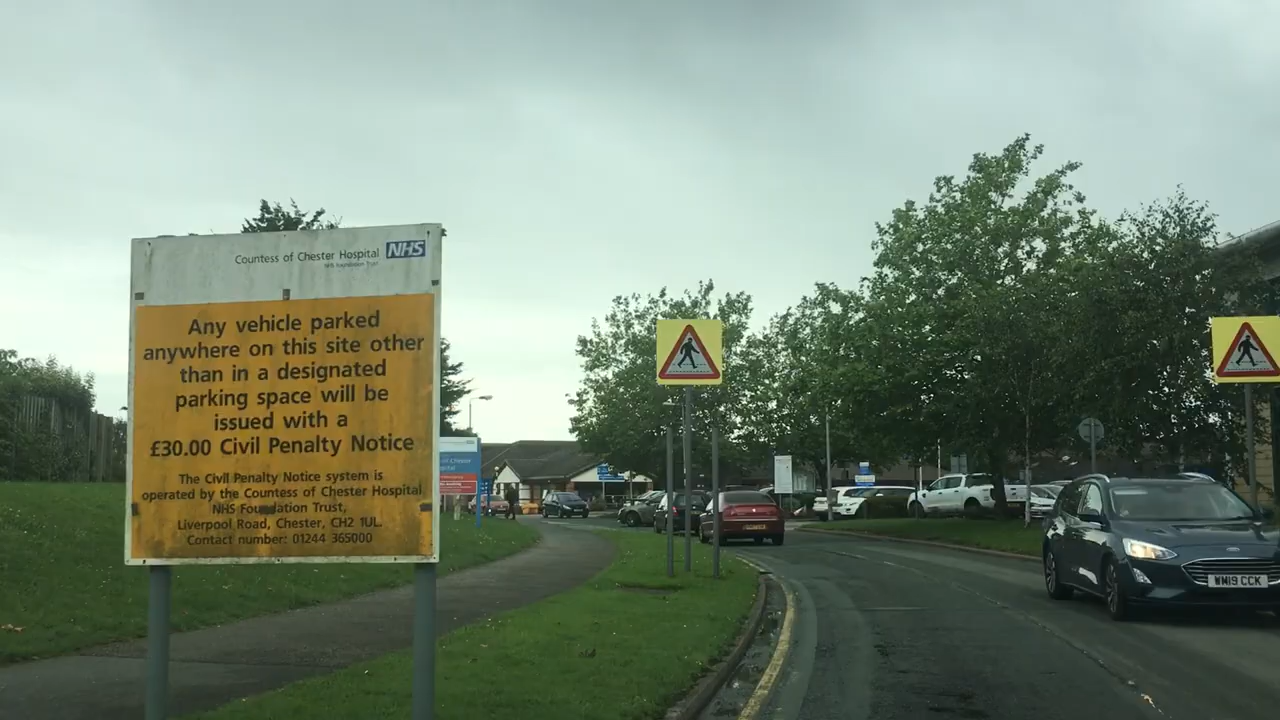 Countess of Chester Hospital NHS
NHS Foundation Trust
Any vehicle parked
anywhere on this site other
than in a designated
parking space will be
issued with a
£30.00 Civil Penalty Notice
The Civil Penalty Notice system is
operated by the Countess of Chester Hospital
NHS Foundation Trust,
Liverpool Road, Chester, CH2 1UL.
Contact number: 01244 365000
WM19 CCK